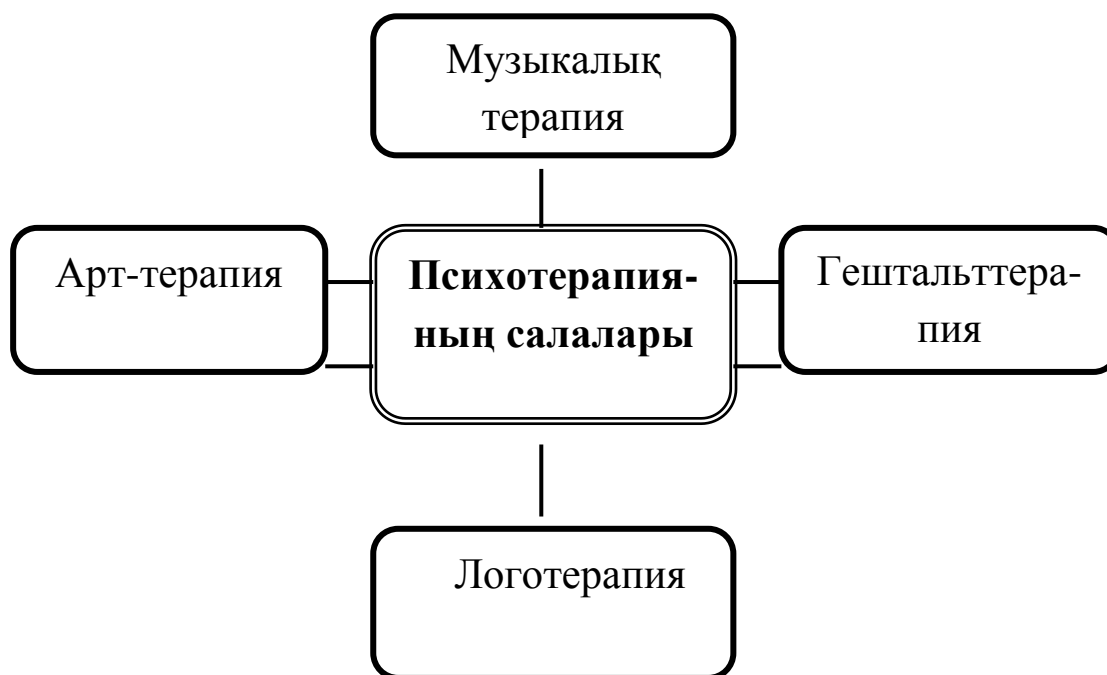 Музыкалық
терапия
Арт-терапия
Психотерапия-
ның салалары
Гештальттера-
пия
Логотерапия